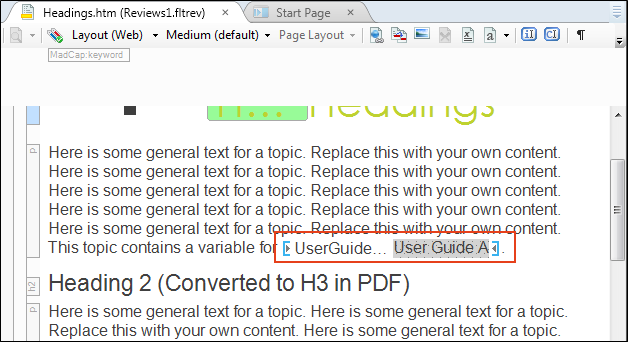 Headings.htm (Reviews1.fltrev) Start Page
Layout (Web) Medium (default) Page Layout
MadCap:keyword
H... Headings
p
Here is some general text for a topic. Replace this with your own content.
Here is some general text for a topic. Replace this with your own content.
Here is some general text for a topic. Replace this with your own content.
Here is some general text for a topic. Replace this with your own content.
Here is some general text for a topic. Replace this with your own content.
This topic contains a variable for UserGuide... User Guide A.
h2
Heading 2 (Converted to H3 in PDF)
p
Here is some general text for a topic. Here is some general text for a topic.
Replace this with your own content. Here is some general text for a topic.